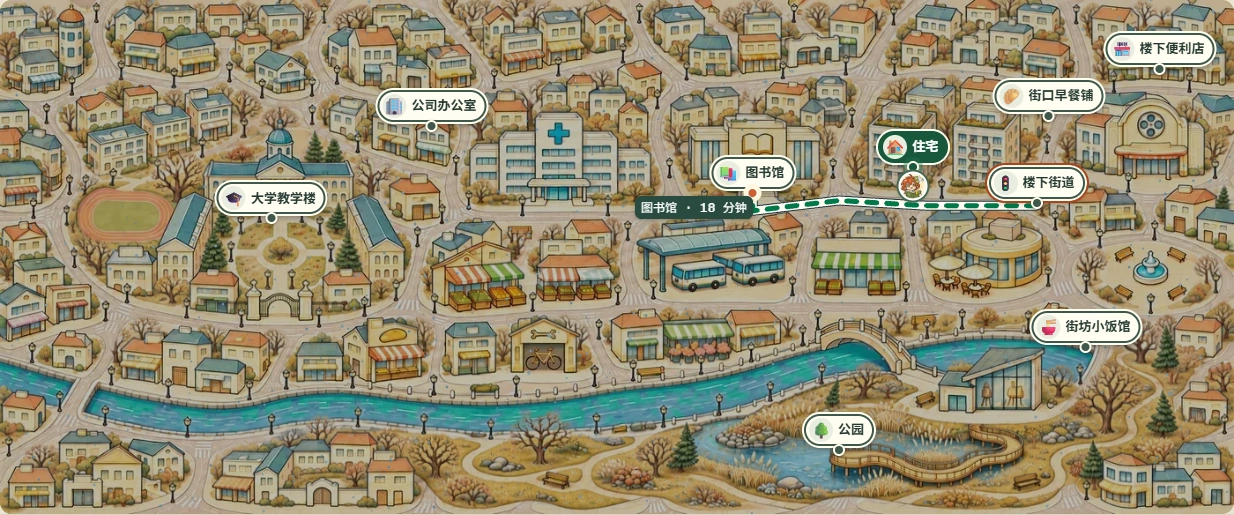 楼下便利店
街口早餐铺
公司办公室
住宅
图书馆
楼下街道
大学教学楼
图书馆 · 18 分钟
街坊小饭馆
公园